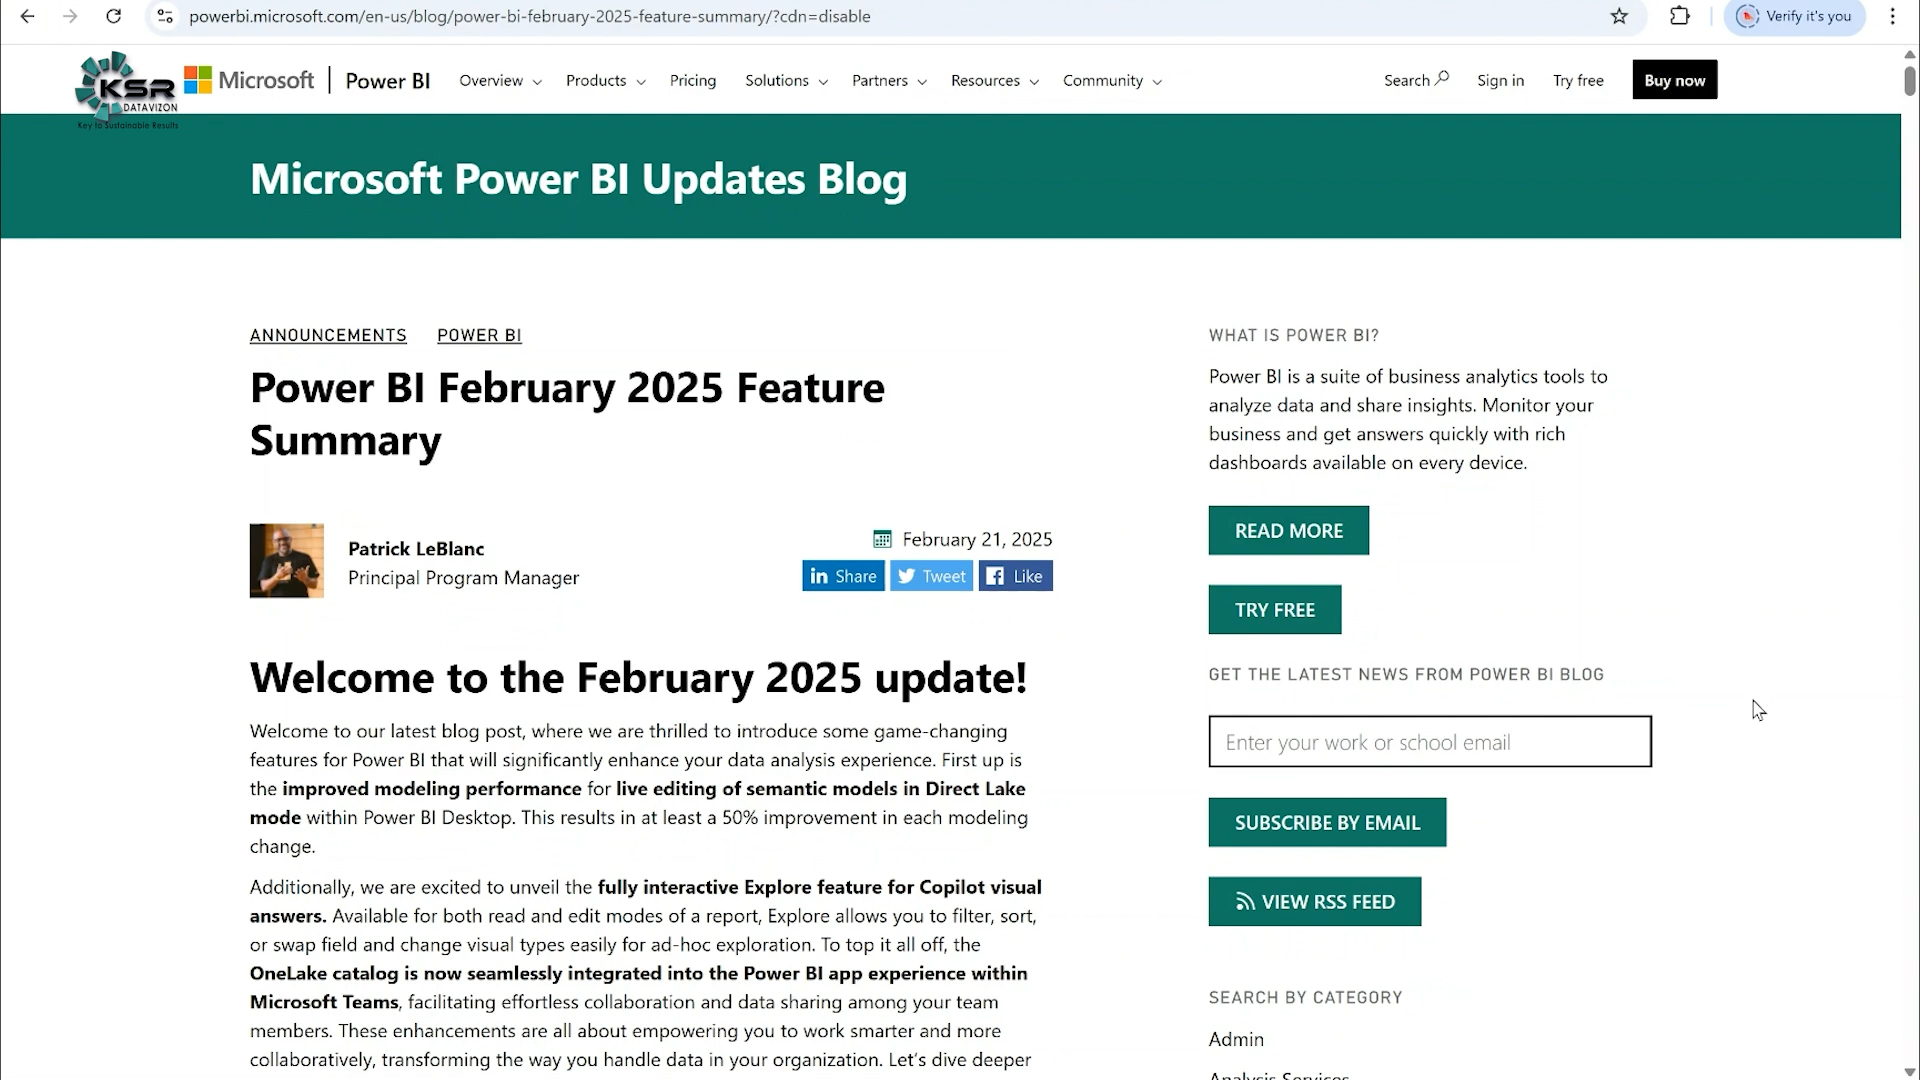 powerbi.microsoft.com/en-us/blog/power-bi-february-2025-feature-summary/?cdn=disable
Verify it's you
KSR
DATAVIZON
Key to Sustainable Results
Microsoft
Power BI
Overview
Products
Pricing
Solutions
Partners
Resources
Community
Search
Sign in
Try free
Buy now
Microsoft Power BI Updates Blog
ANNOUNCEMENTS
POWER BI
Power BI February 2025 Feature
Summary
Patrick LeBlanc
Principal Program Manager
February 21, 2025
in Share
Tweet
Like
Welcome to the February 2025 update!
Welcome to our latest blog post, where we are thrilled to introduce some game-changing
features for Power BI that will significantly enhance your data analysis experience. First up is
the improved modeling performance for live editing of semantic models in Direct Lake
mode within Power BI Desktop. This results in at least a 50% improvement in each modeling
change.
Additionally, we are excited to unveil the fully interactive Explore feature for Copilot visual
answers. Available for both read and edit modes of a report, Explore allows you to filter, sort,
or swap field and change visual types easily for ad-hoc exploration. To top it all off, the
OneLake catalog is now seamlessly integrated into the Power BI app experience within
Microsoft Teams, facilitating effortless collaboration and data sharing among your team
members. These enhancements are all about empowering you to work smarter and more
collaboratively, transforming the way you handle data in your organization. Let's dive deeper
WHAT IS POWER BI?
Power BI is a suite of business analytics tools to
analyze data and share insights. Monitor your
business and get answers quickly with rich
dashboards available on every device.
READ MORE
TRY FREE
GET THE LATEST NEWS FROM POWER BI BLOG
Enter your work or school email
SUBSCRIBE BY EMAIL
VIEW RSS FEED
SEARCH BY CATEGORY
Admin
Analysis Services